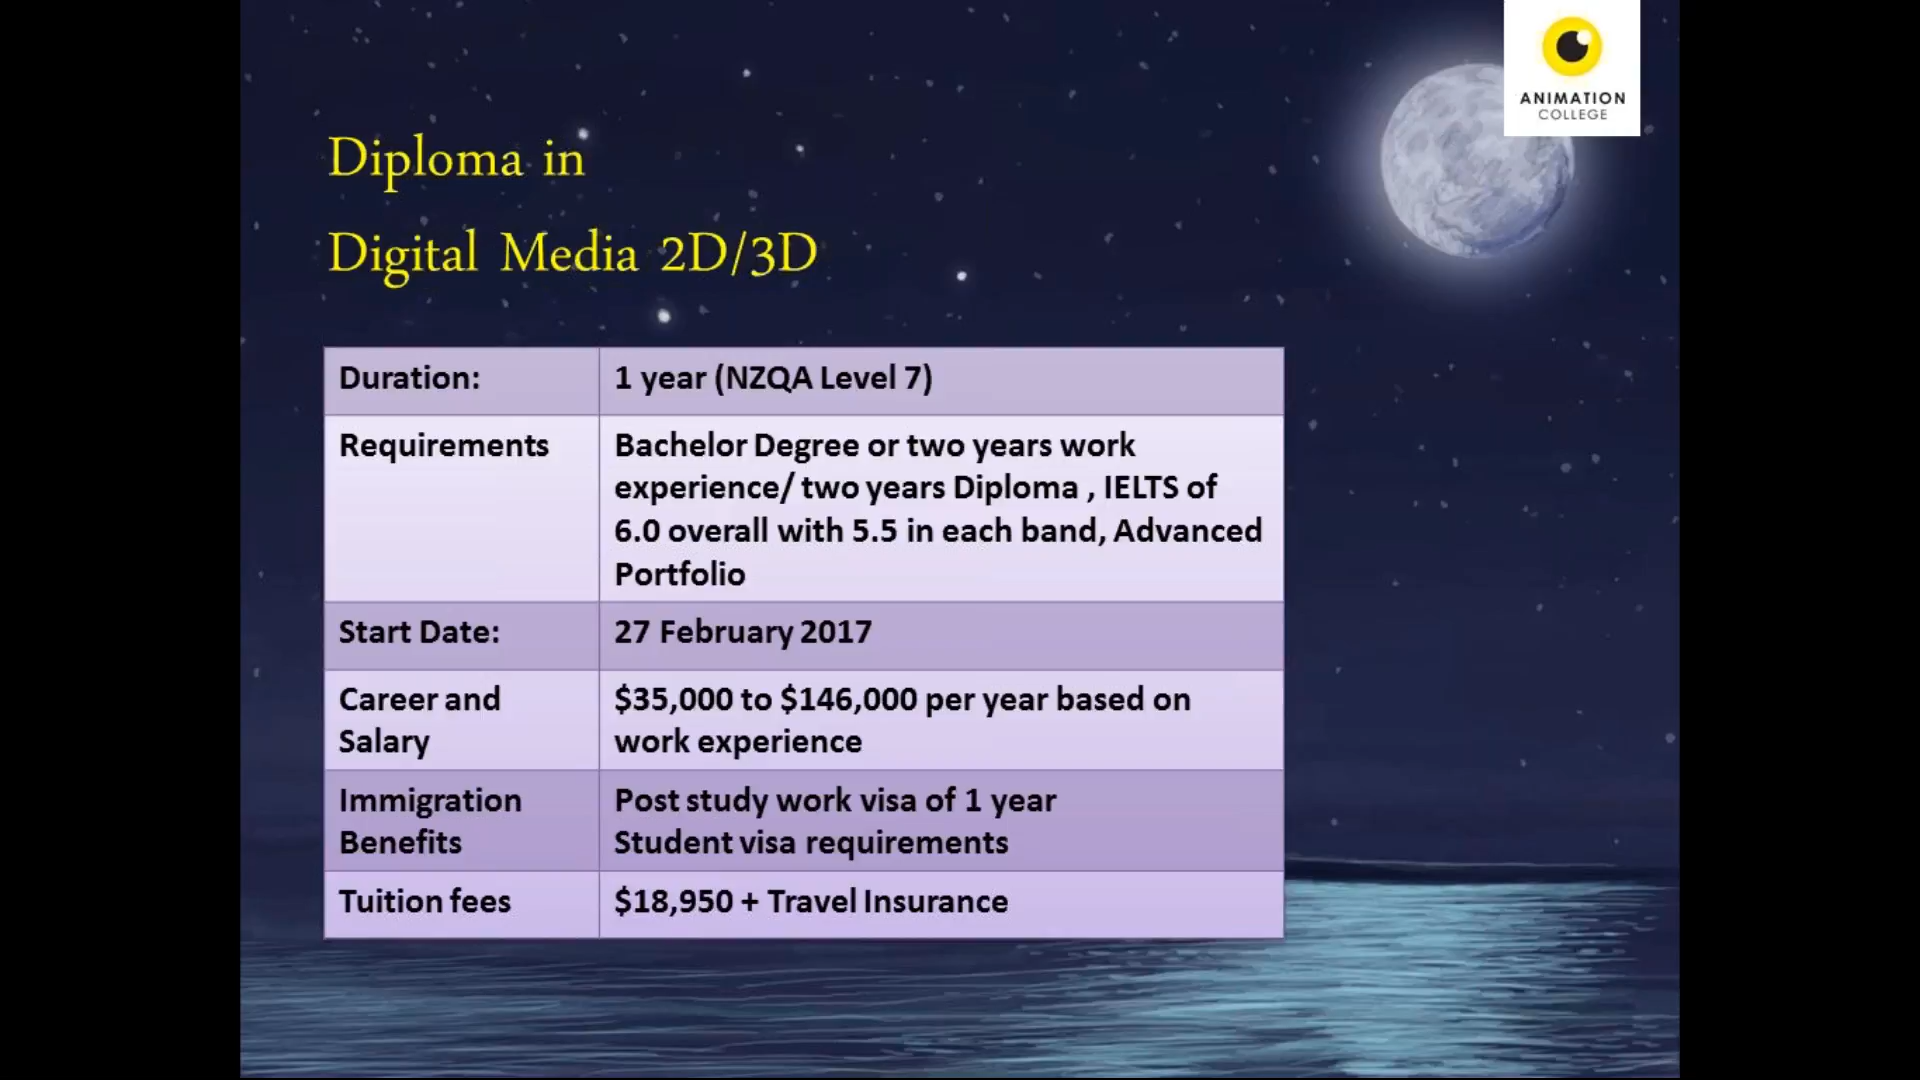 ANIMATION
COLLEGE
Diploma in
Digital Media 2D/3D
Duration:
1 year (NZQA Level 7)
Requirements
Bachelor Degree or two years work
experience/ two years Diploma , IELTS of
6.0 overall with 5.5 in each band, Advanced
Portfolio
Start Date:
27 February 2017
Career and
Salary
$35,000 to $146,000 per year based on
work experience
Immigration
Benefits
Post study work visa of 1 year
Student visa requirements
Tuition fees
$18,950 + Travel Insurance